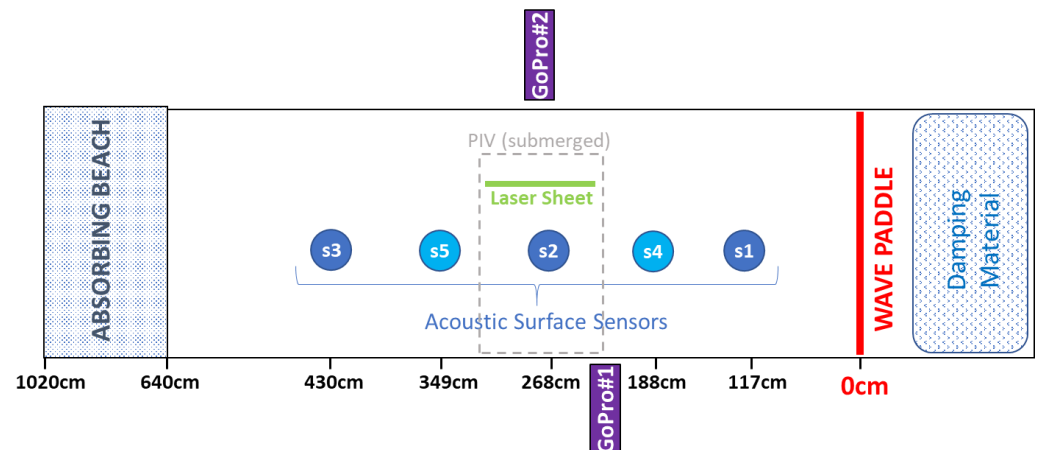 GoPro#2
PIV (submerged)
Laser Sheet
s3
s5
s2
s4
s1
Acoustic Surface Sensors
ABSORBING BEACH
WAVE PADDLE
Damping
Material
1020cm
640cm
430cm
349cm
268cm
188cm
117cm
0cm
GoPro#1